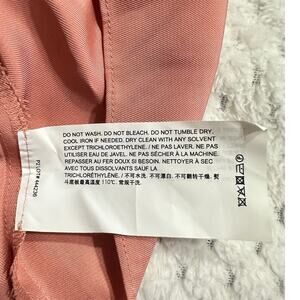 DO NOT WASH. DO NOT BLEACH. DO NOT TUMBLE DRY.
COOL IRON IF NEEDED. DRY CLEAN WITH ANY SOLVENT
EXCEPT TRICHLOROETHYLENE. / NE PAS LAVER. NE PAS
UTILISER EAU DE JAVEL. NE PAS SÉCHER À LA MACHINE.
REPASSER AU FER DOUX SI BESOIN. NETTOYER À SEC
AVEC TOUS DISSOLVANTS SAUF LA
TRICHLORÉTHYLÈNE. / 不可水洗. 不可漂白. 不可翻转干燥. 熨
斗底板最高温度 110℃. 常规干洗.